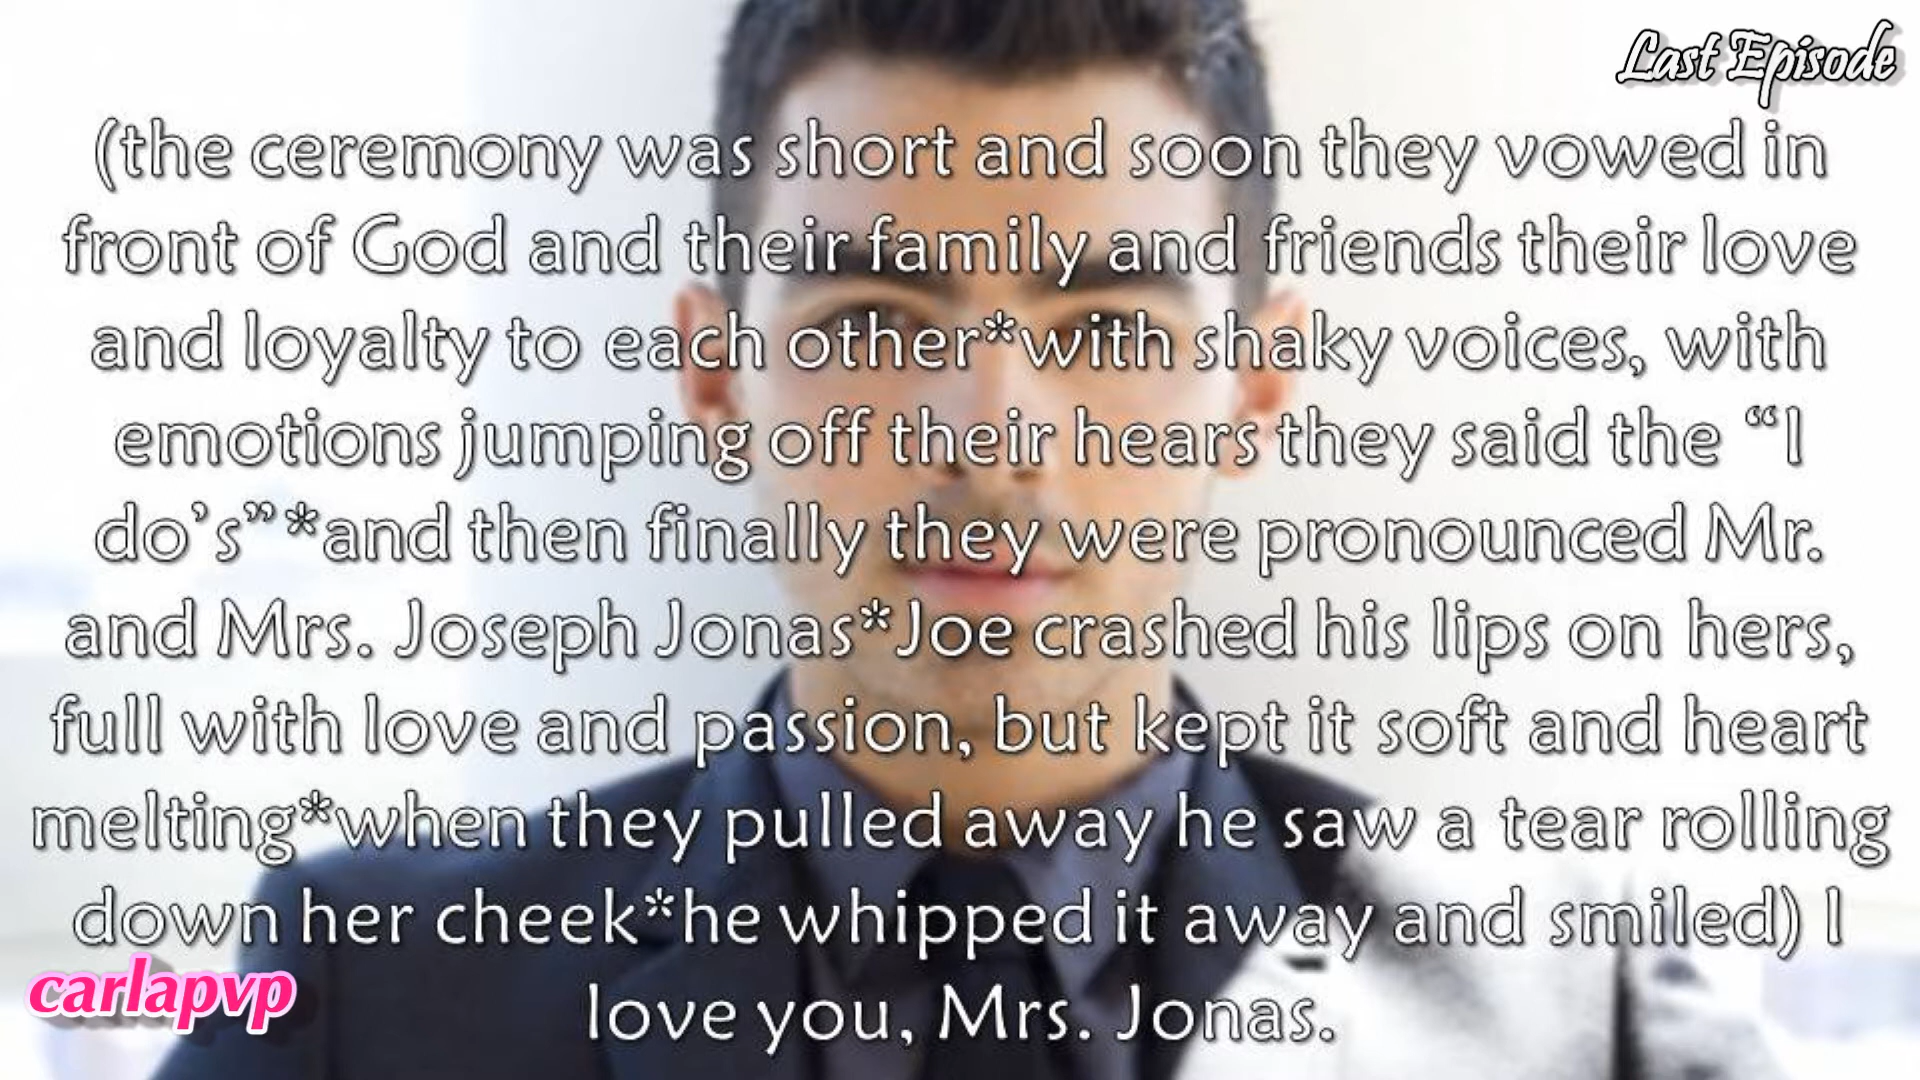 Last Episode
(the ceremony was short and soon they vowed in
front of God and their family and friends their love
and loyalty to each other*with shaky voices, with
emotions jumping off their hears they said the “I
do’s”*and then finally they were pronounced Mr.
and Mrs. Joseph Jonas*Joe crashed his lips on hers,
full with love and passion, but kept it soft and heart
melting*when they pulled away he saw a tear rolling
down her cheek*he whipped it away and smiled) I
love you, Mrs. Jonas.
carlapvp